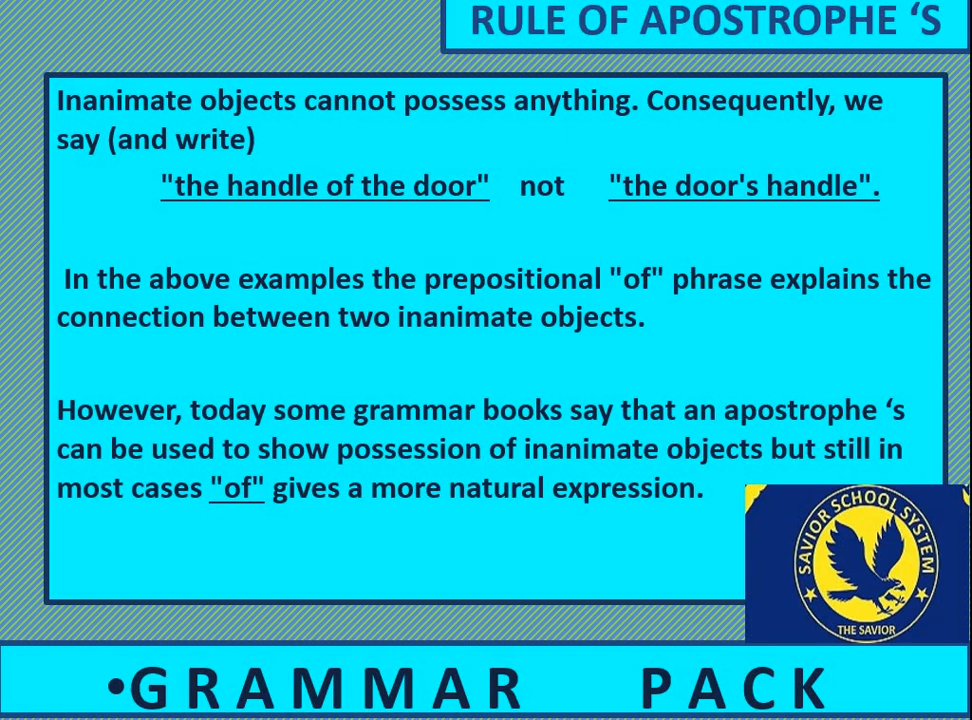 RULE OF APOSTROPHE ‘S
Inanimate objects cannot possess anything. Consequently, we
say (and write)
"the handle of the door" not "the door's handle".
In the above examples the prepositional "of" phrase explains the
connection between two inanimate objects.
However, today some grammar books say that an apostrophe ‘s
can be used to show possession of inanimate objects but still in
most cases "of" gives a more natural expression.
SAVIOR SCHOOL SYSTEM
THE SAVIOR
•GRAMMAR PACK